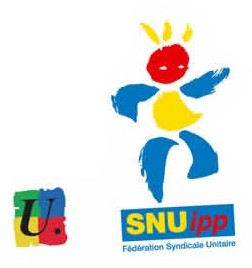 U.
SNUipp
Fédération Syndicale Unitaire